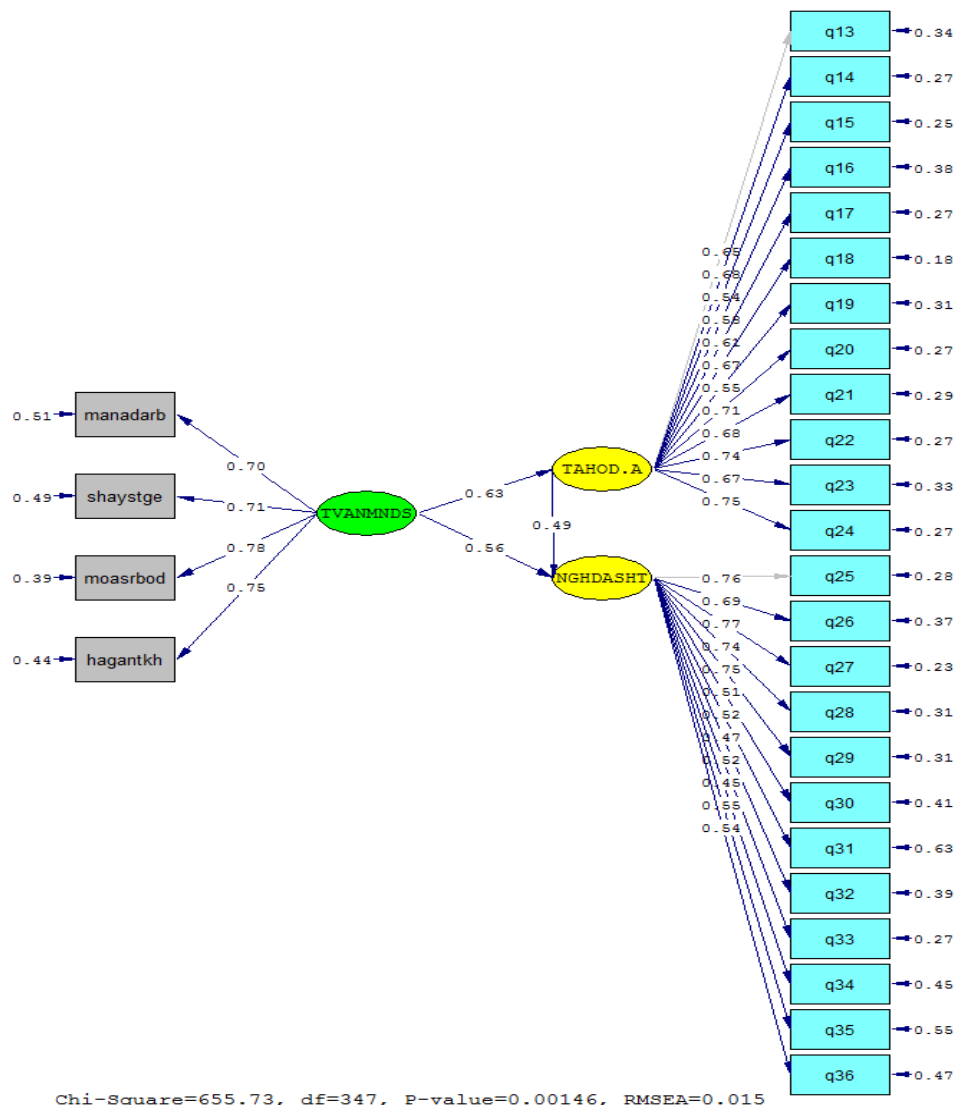 0.51 manadarb
0.49 shaystge
0.39 moasrbod
0.44 hagantkh
0.70
0.71
0.78
0.75
TVANMNDS
0.63
0.56
TAHOD.A
0.49
NGHDASHT
0.65
0.68
0.54
0.58
0.61
0.67
0.55
0.71
0.68
0.74
0.67
0.75
0.76
0.69
0.77
0.74
0.75
0.51
0.52
0.47
0.52
0.45
0.55
0.54
q13 0.34
q14 0.27
q15 0.25
q16 0.38
q17 0.27
q18 0.18
q19 0.31
q20 0.27
q21 0.29
q22 0.27
q23 0.33
q24 0.27
q25 0.28
q26 0.37
q27 0.23
q28 0.31
q29 0.31
q30 0.41
q31 0.63
q32 0.39
q33 0.27
q34 0.45
q35 0.55
q36 0.47
Chi-Square=655.73, df=347, P-value=0.00146, RMSEA=0.015